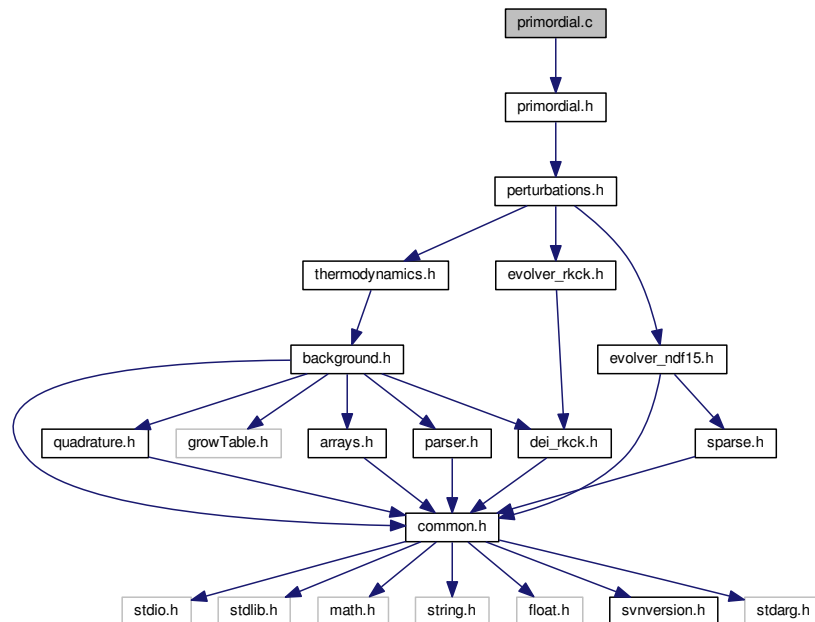 primordial.c
primordial.h
perturbations.h
thermodynamics.h
evolver_rkck.h
background.h
evolver_ndf15.h
quadrature.h
growTable.h
arrays.h
parser.h
dei_rkck.h
sparse.h
common.h
stdio.h
stdlib.h
math.h
string.h
float.h
svnversion.h
stdarg.h